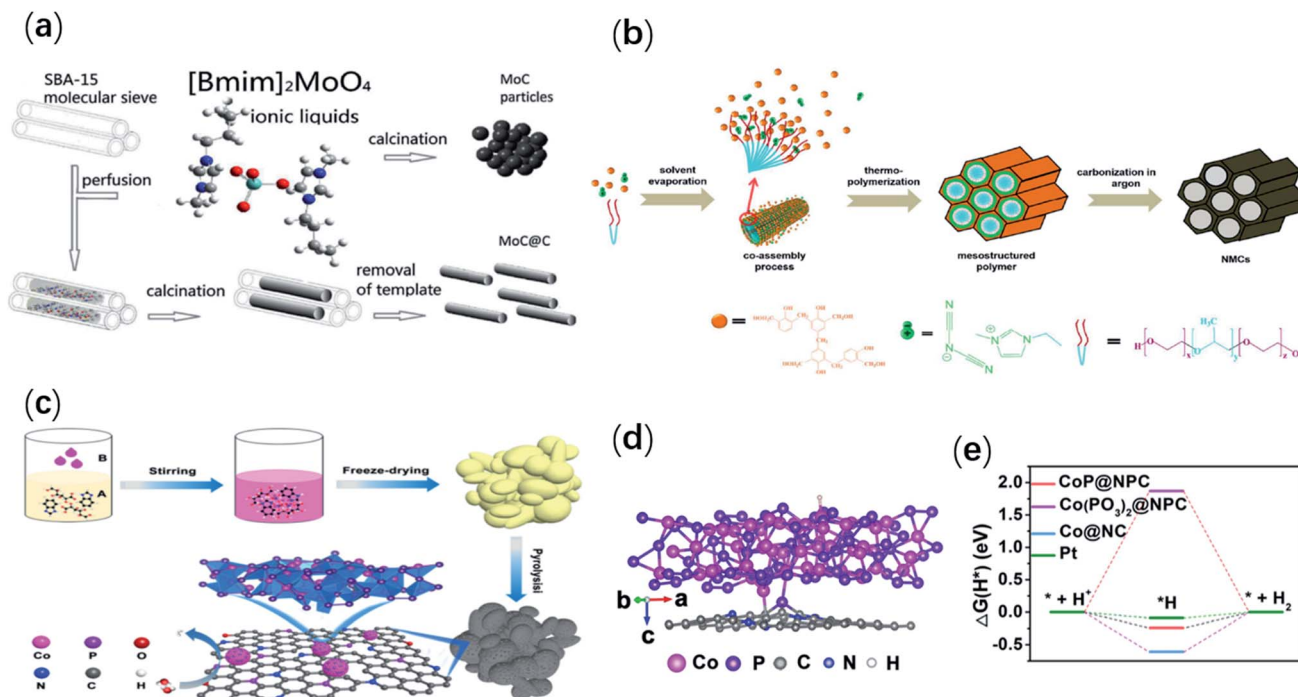 (a)
SBA-15
molecular sieve
[Bmim]₂MoO₄
ionic liquids
MoC
particles
calcination
perfusion
MoC@C
calcination
removal
of template
(b)
solvent
evaporation
thermo-
polymerization
carbonization in
argon
co-assembly
process
mesostructured
polymer
NMCs
(c)
B
A
Stirring
Freeze-drying
Pyrolysisi
Co P O
N C H
(d)
b a
c
Co P C N H
(e)
CoP@NPC
Co(PO₃)₂@NPC
Co@NC
Pt
△G(H*) (eV)
2.0
1.5
1.0
0.5
0.0
-0.5
* + H⁺
*H
* + H₂